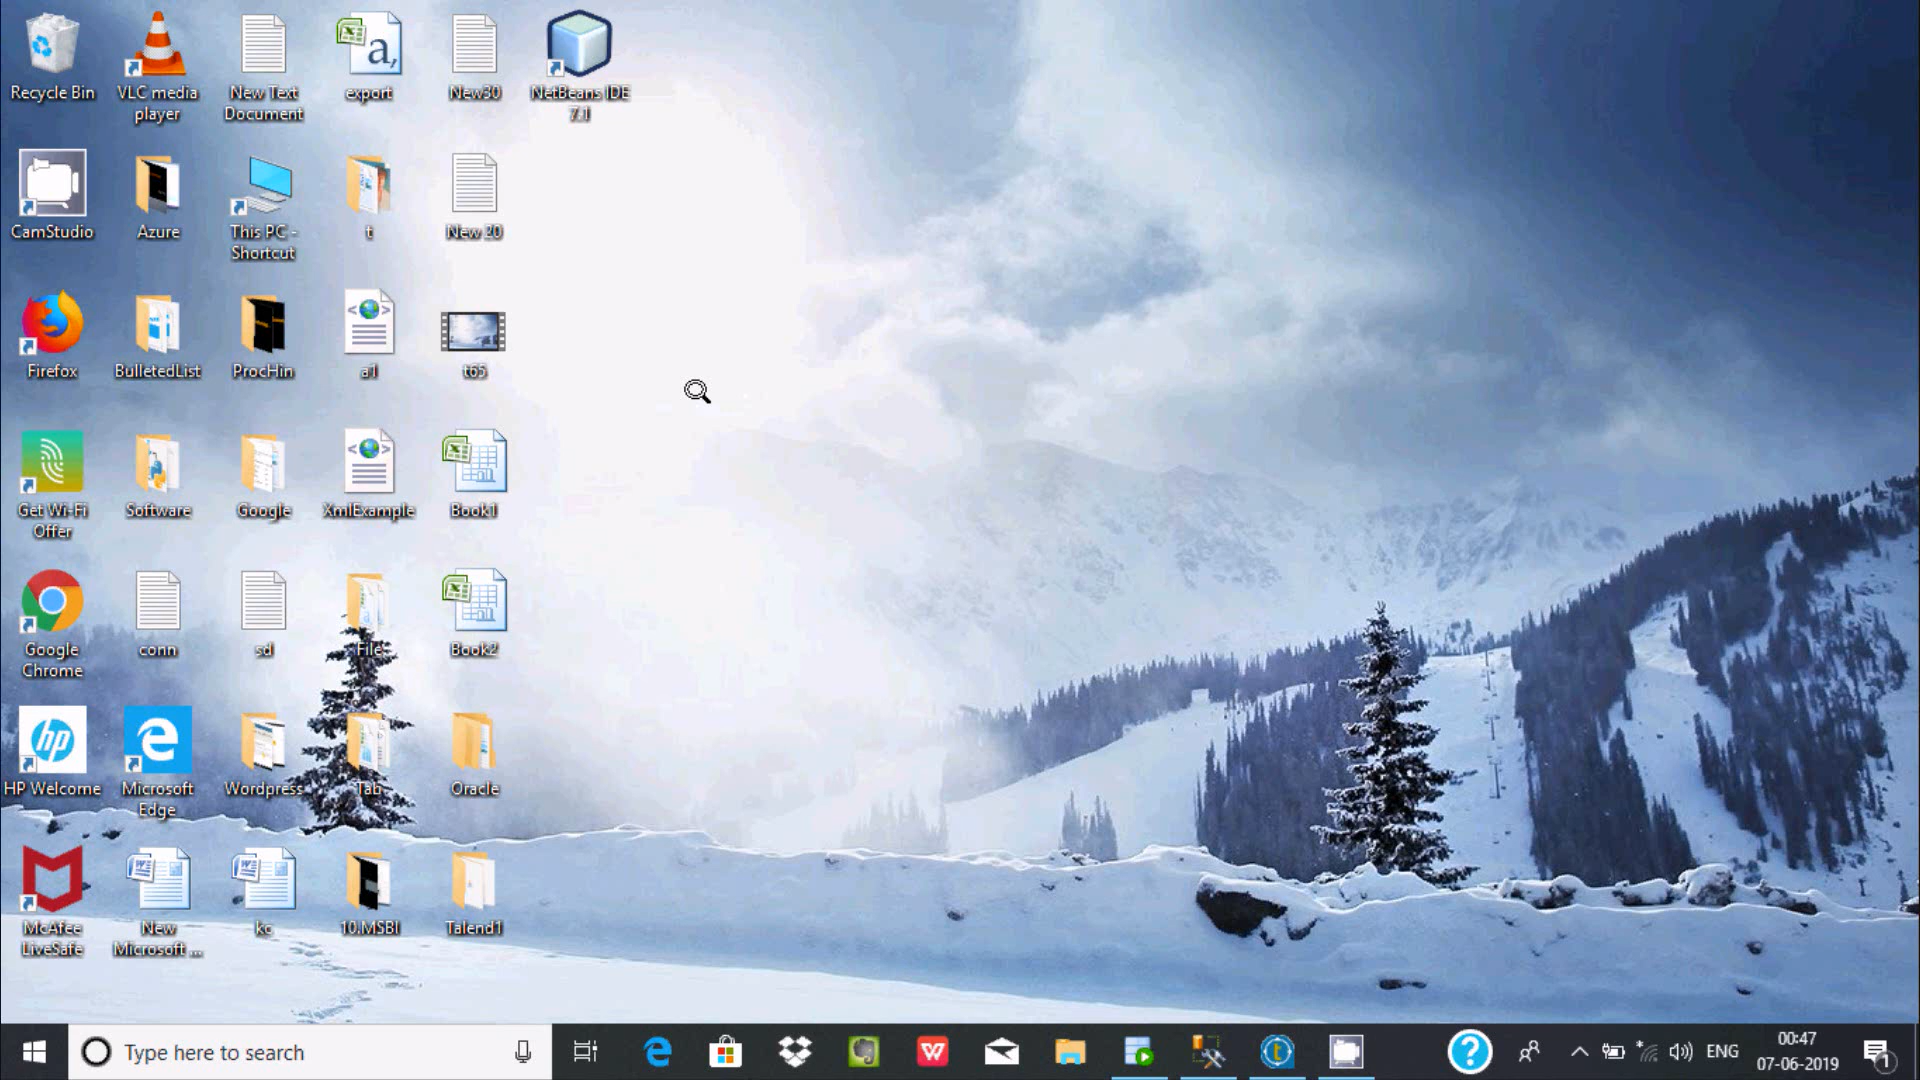 Recycle Bin
VLC media
player
New Text
Document
export
New30
NetBeans IDE
7.1
CamStudio
Azure
This PC -
Shortcut
t
New 20
Firefox
BulletedList
ProcHin
a1
t65
Get Wi-Fi
Offer
Software
Google
XmlExample
Book1
Google
Chrome
conn
sd
File
Book2
HP Welcome
Microsoft
Edge
Wordpress
Tab
Oracle
McAfee
LiveSafe
New
Microsoft ...
kc
10.MSBI
Talend1
Type here to search
ENG
00:47
07-06-2019
1